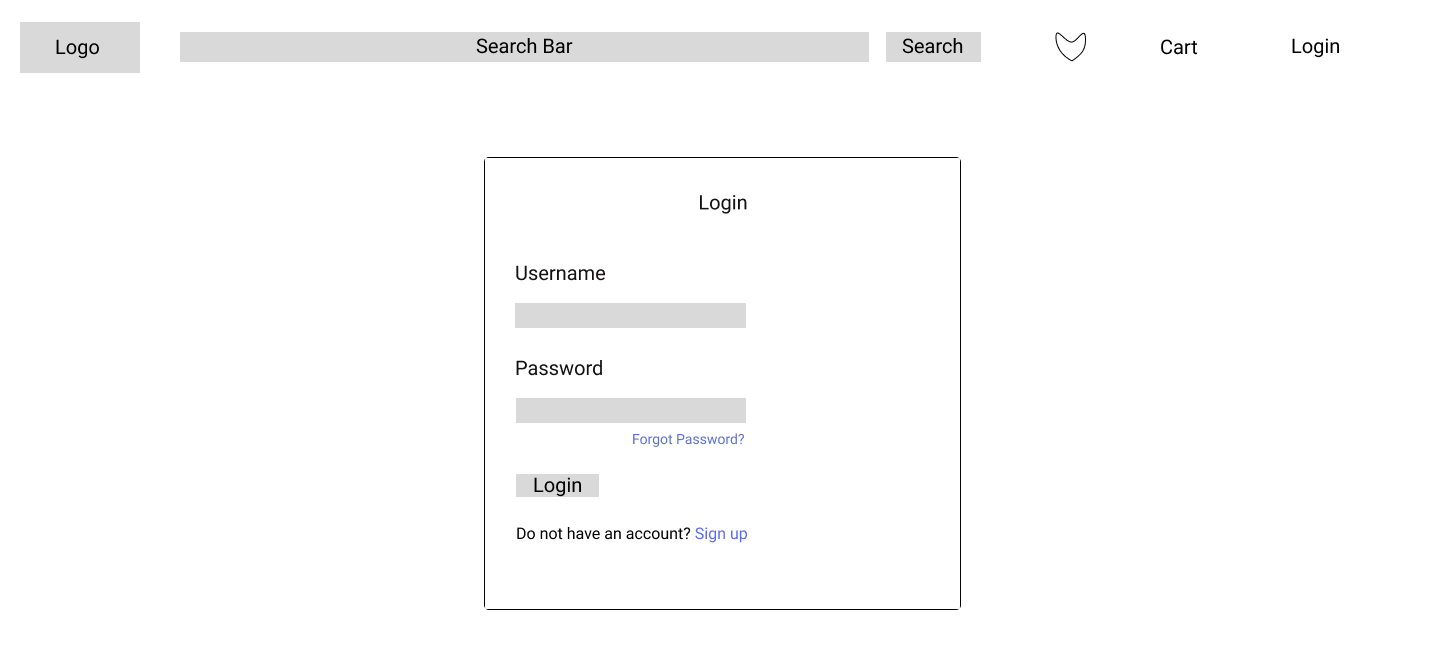 Logo Search Bar Search Cart Login
Login
Username
Password
Forgot Password?
Login
Do not have an account? Sign up